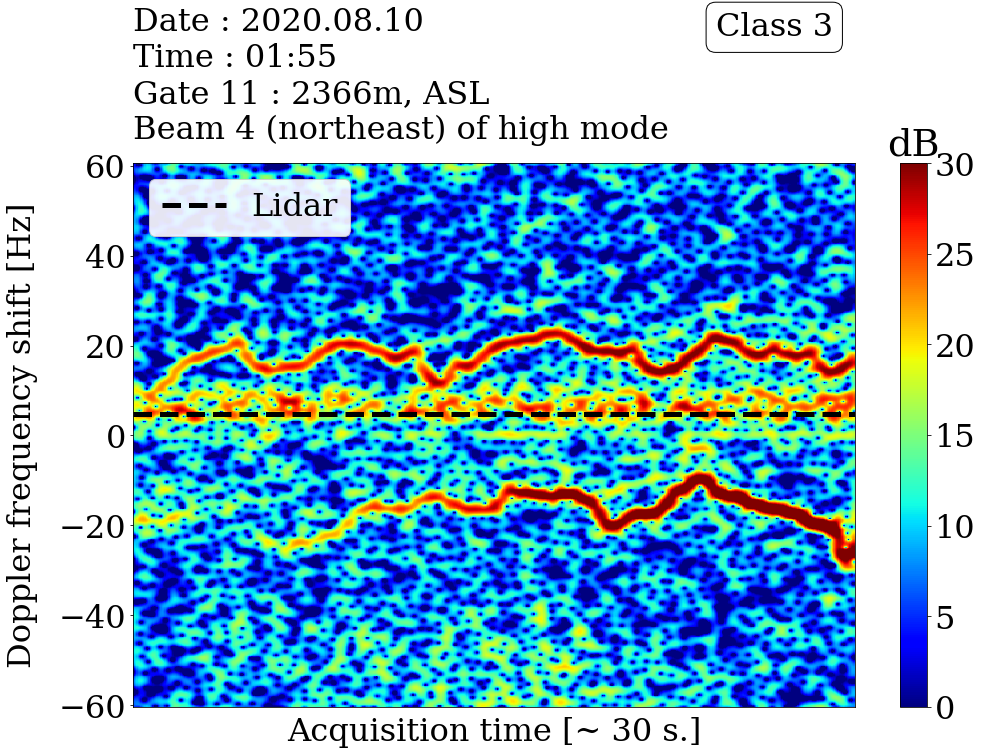 Date : 2020.08.10
Time : 01:55
Gate 11 : 2366m, ASL
Beam 4 (northeast) of high mode
Class 3
dB
Lidar
Doppler frequency shift [Hz]
60
40
20
0
−20
−40
−60
30
25
20
15
10
5
0
Acquisition time [~ 30 s.]